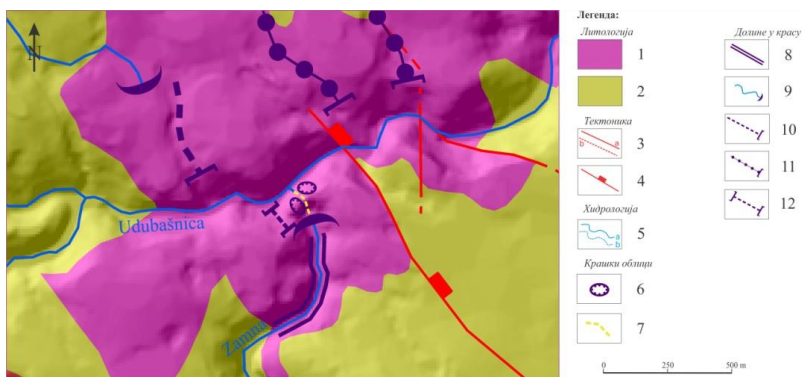 N
Udubašnica
Zamna
Легенда:
Литологија
1
2
Тектоника
a
b
3
4
Хидрологија
a
b
5
Крашки облици
6
7
Долине у красу
8
9
10
11
12
0 250 500 m